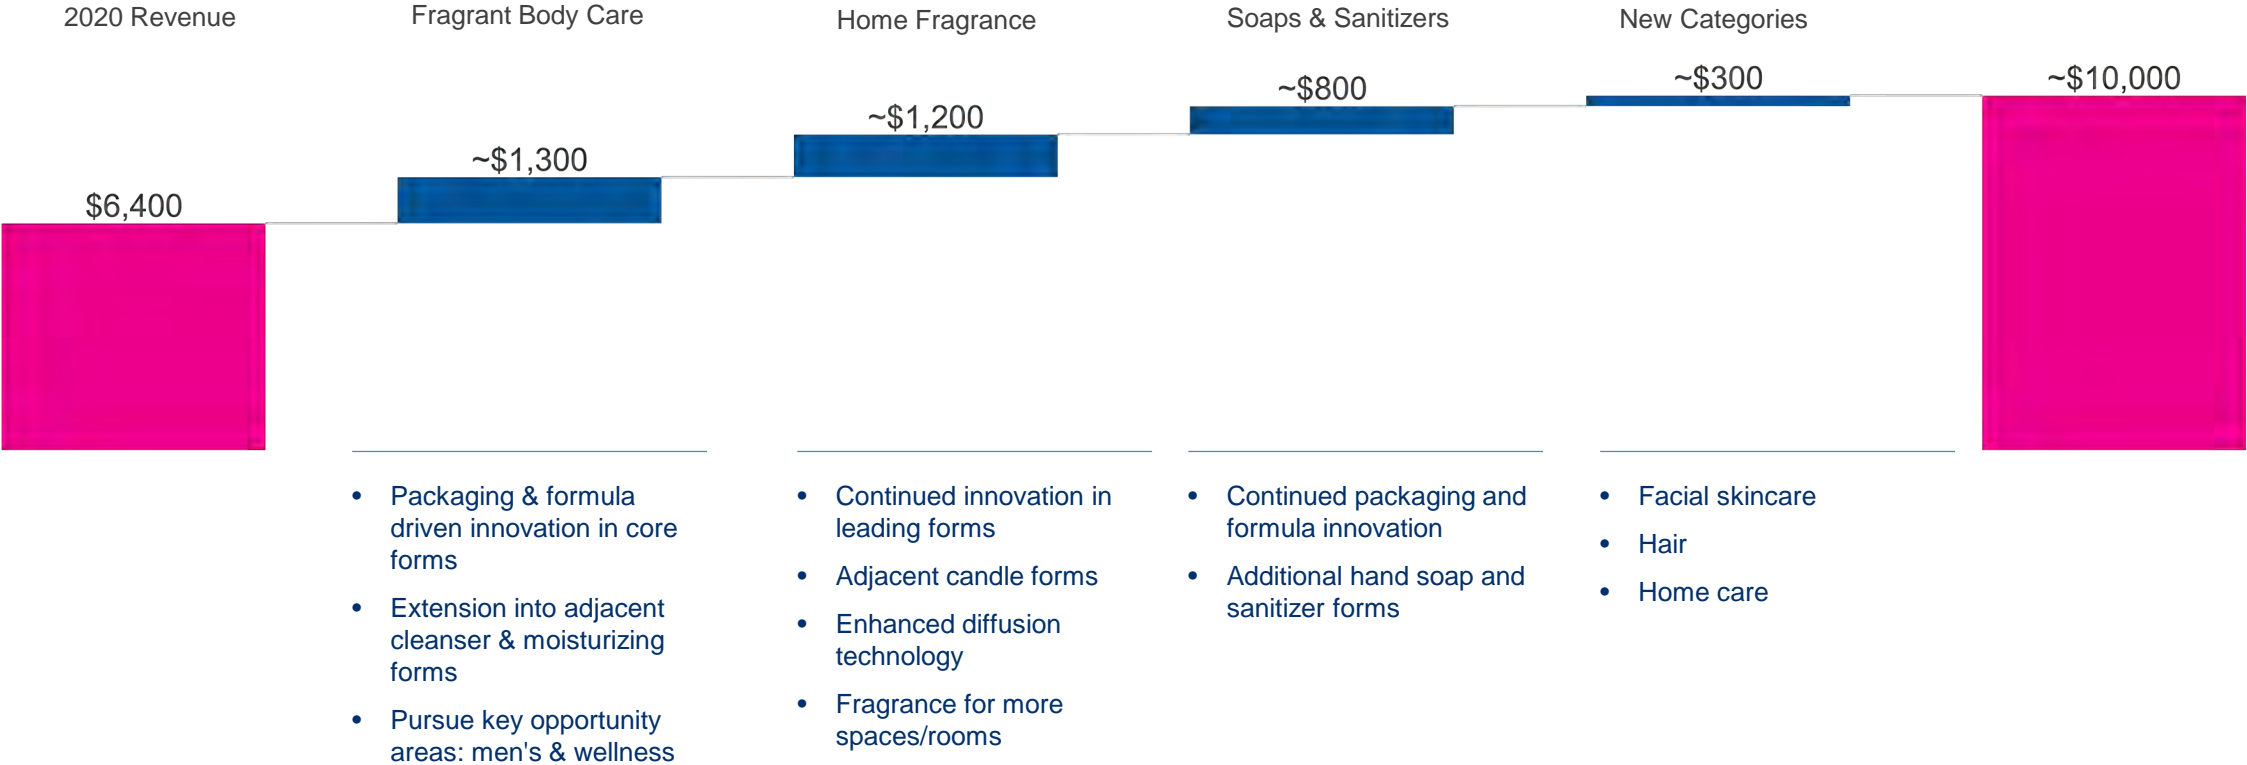 2020 Revenue
Fragrant Body Care
Home Fragrance
Soaps & Sanitizers
New Categories
$6,400
~$1,300
~$1,200
~$800
~$300
~$10,000
• Packaging & formula
driven innovation in core
forms
• Extension into adjacent
cleanser & moisturizing
forms
• Pursue key opportunity
areas: men's & wellness
• Continued innovation in
leading forms
• Adjacent candle forms
• Enhanced diffusion
technology
• Fragrance for more
spaces/rooms
• Continued packaging and
formula innovation
• Additional hand soap and
sanitizer forms
• Facial skincare
• Hair
• Home care